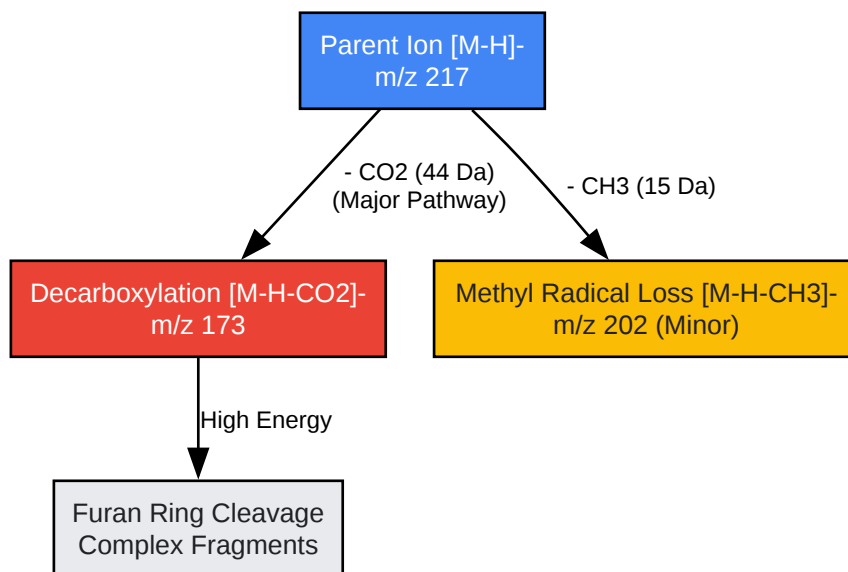 Parent Ion [M-H]-
m/z 217
- CO2 (44 Da)
(Major Pathway)
- CH3 (15 Da)
Decarboxylation [M-H-CO2]-
m/z 173
Methyl Radical Loss [M-H-CH3]-
m/z 202 (Minor)
High Energy
Furan Ring Cleavage
Complex Fragments